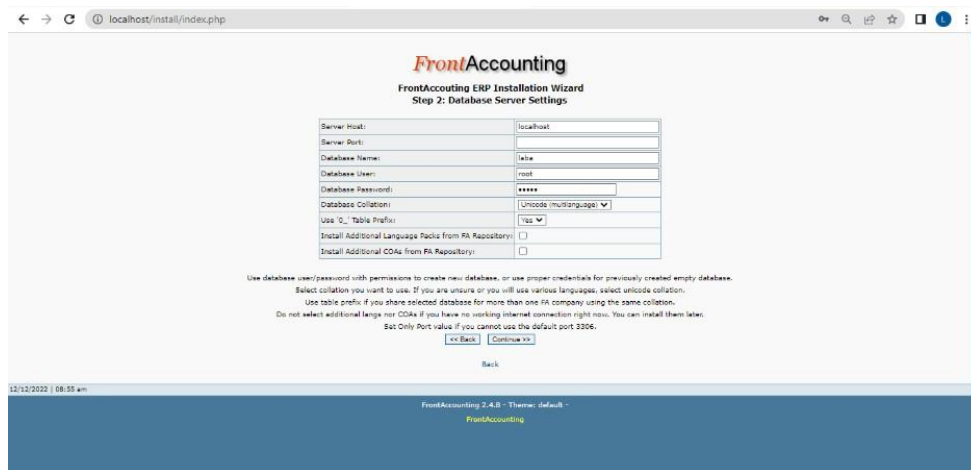 localhost/install/index.php
FrontAccounting
FrontAccouting ERP Installation Wizard
Step 2: Database Server Settings
Server Host: localhost
Server Port:
Database Name:
Database User: root
Database Password: •••••
Database Collation: Unicode (multilanguage)
Use '0_' Table Prefix: Yes
Install Additional Language Packs from FA Repository:
Install Additional COAs from FA Repository:
Use database user/password with permissions to create new database, or use proper credentials for previously created empty database.
Select collation you want to use. If you are unsure or you will use various languages, select unicode collation.
Use table prefix if you share selected database for more than one FA company using the same collation.
Do not select additional langs nor COAs if you have no working internet connection right now. You can install them later.
Set Only Port value if you cannot use the default port 3306.
<< Back Continue >>
Back
12/12/2022 | 08:55 am
FrontAccounting 2.4.8 - Theme: default -
FrontAccounting
L